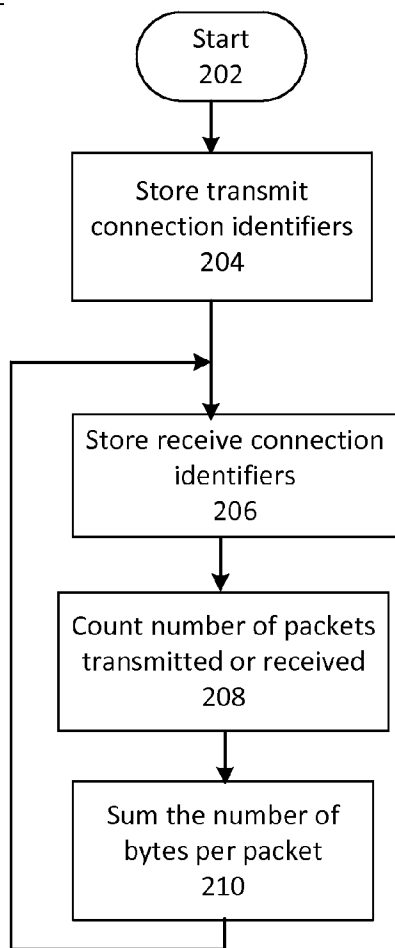 Start
202
Store transmit
connection identifiers
204
Store receive connection
identifiers
206
Count number of packets
transmitted or received
208
Sum the number of
bytes per packet
210